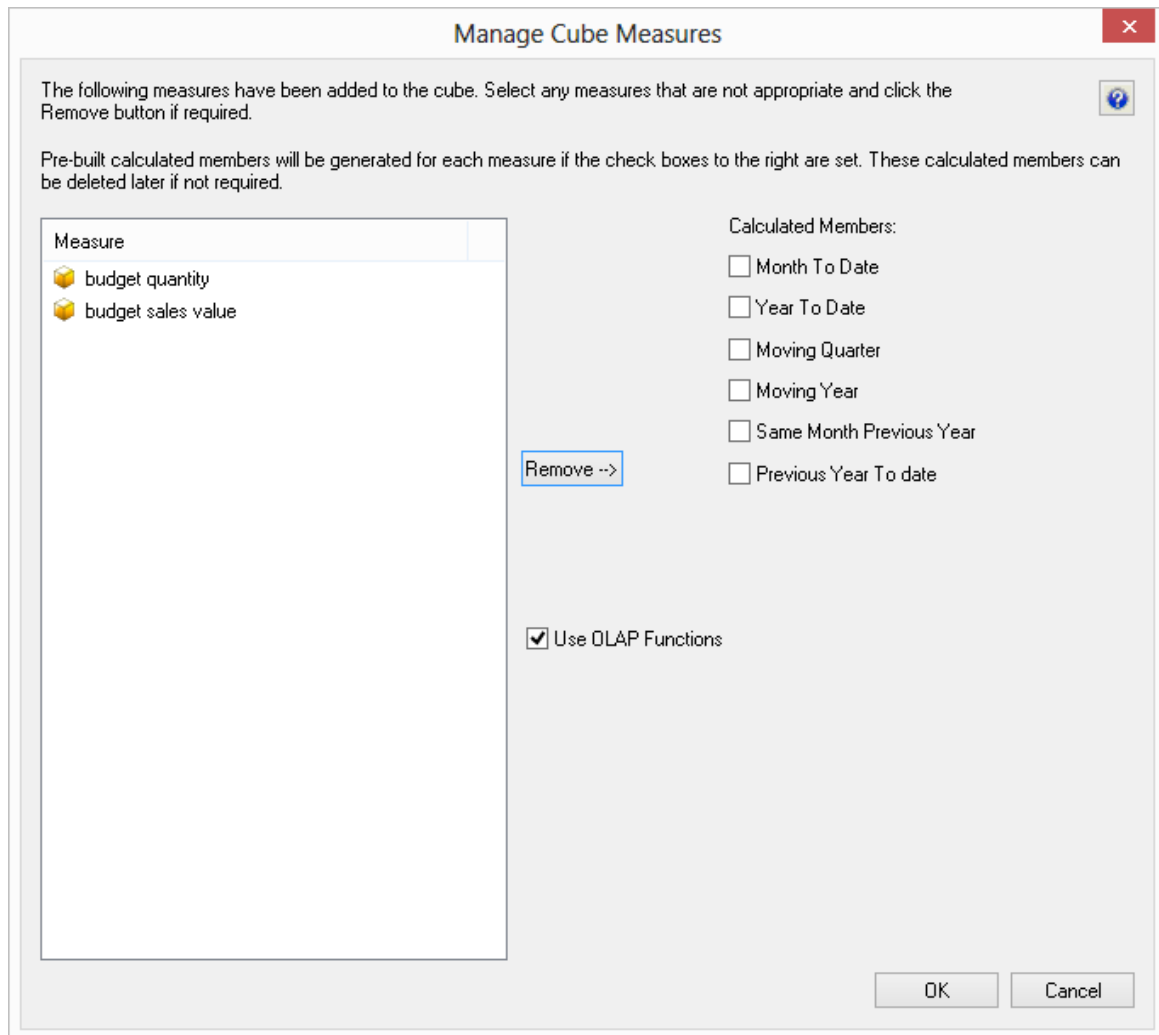 Manage Cube Measures
The following measures have been added to the cube. Select any measures that are not appropriate and click the
Remove button if required.
Pre-built calculated members will be generated for each measure if the check boxes to the right are set. These calculated members can
be deleted later if not required.
Measure
budget quantity
budget sales value
Calculated Members:
Month To Date
Year To Date
Moving Quarter
Moving Year
Same Month Previous Year
Previous Year To date
Remove -->
Use OLAP Functions
OK
Cancel